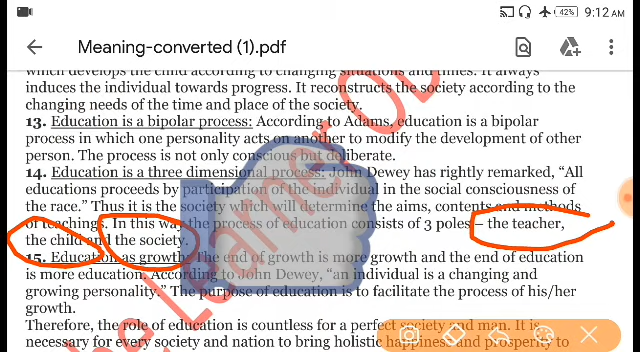 42%
9:12 AM
Meaning-converted (1).pdf
which develops the child according to changing situations and times. It always
induces the individual towards progress. It reconstructs the society according to the
changing needs of the time and place of the society.
13. Education is a bipolar process: According to Adams, education is a bipolar
process in which one personality acts on another to modify the development of other
person. The process is not only conscious but deliberate.
14. Education is a three dimensional process: John Dewey has rightly remarked, “All
educations proceeds by participation of the individual in the social consciousness of
the race.” Thus it is the society which will determine the aims, contents and methods
of teachings. In this way the process of education consists of 3 poles – the teacher,
the child and the society.
15. Education as growth: The end of growth is more growth and the end of education
is more education. According to John Dewey, “an individual is a changing and
growing personality.” The purpose of education is to facilitate the process of his/her
growth.
Therefore, the role of education is countless for a perfect society and man. It is
necessary for every society and nation to bring holistic happiness and prosperity to
The Learner